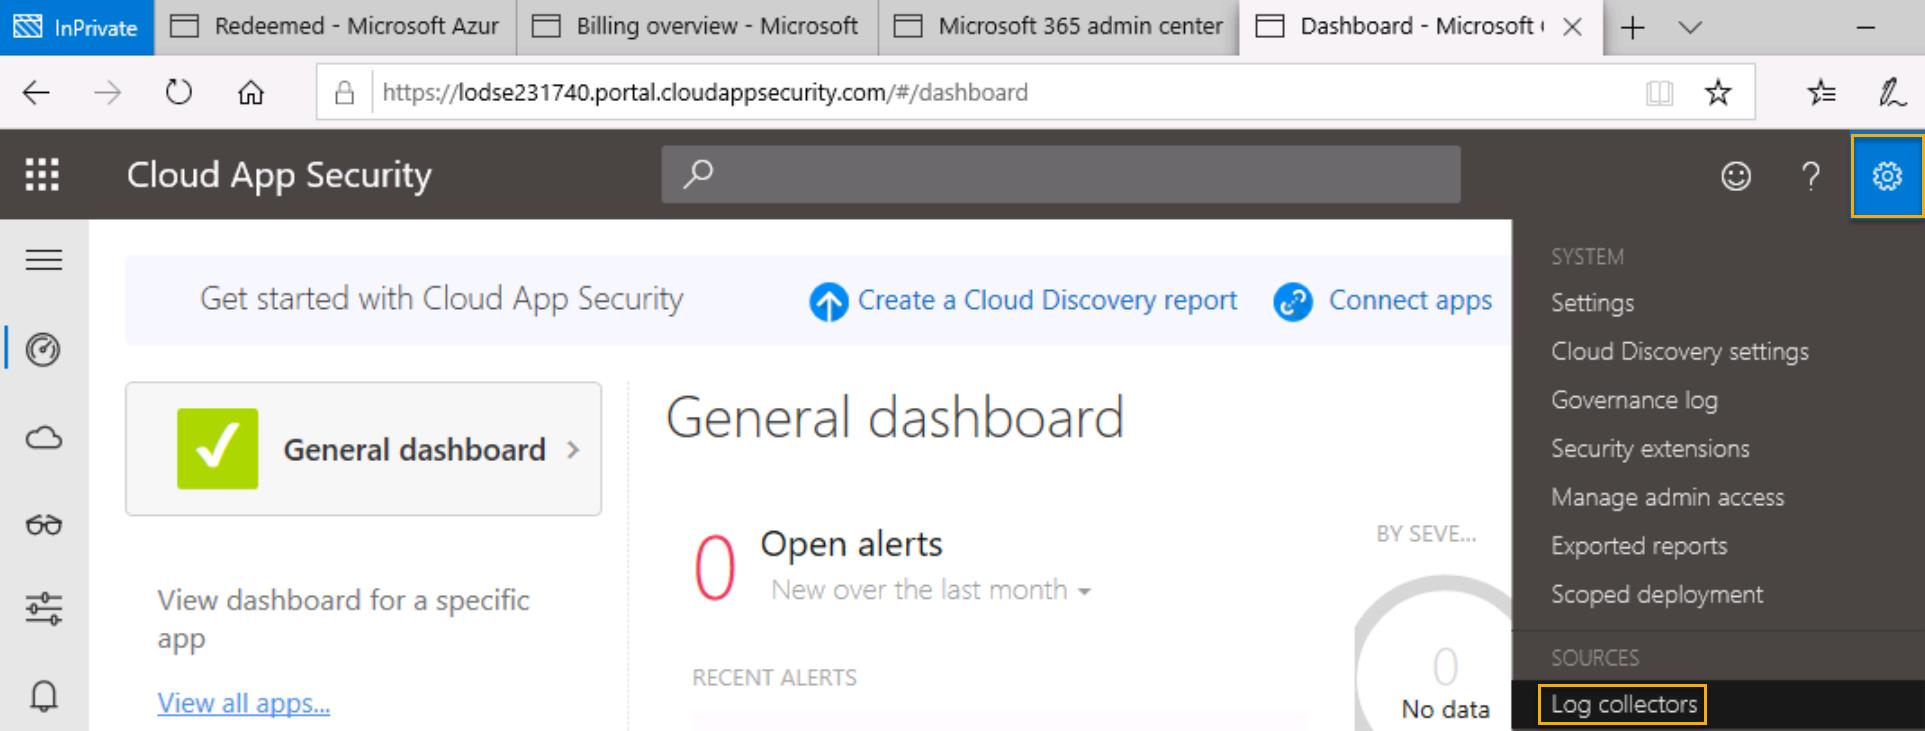 InPrivate
Redeemed - Microsoft Azur
Billing overview - Microsoft
Microsoft 365 admin center
Dashboard - Microsoft
https://lodse231740.portal.cloudappsecurity.com/#/dashboard
Cloud App Security
?
Get started with Cloud App Security
Create a Cloud Discovery report
Connect apps
General dashboard
View dashboard for a specific
app
View all apps...
General dashboard
0
Open alerts
New over the last month
RECENT ALERTS
BY SEVE...
0
No data
SYSTEM
Settings
Cloud Discovery settings
Governance log
Security extensions
Manage admin access
Exported reports
Scoped deployment
SOURCES
Log collectors